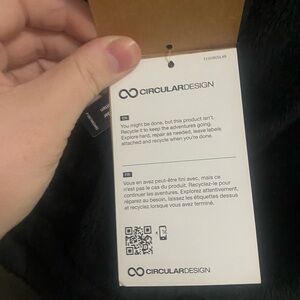 CIRCULARDESIGN
EN
You might be done, but this product isn't.
Recycle it to keep the adventures going.
Explore hard, repair as needed, leave labels
attached and recycle when you're done.
FR
Vous en avez peut-être fini avec, mais ce
n'est pas le cas du produit. Recyclez-le pour
continuer les aventures. Explorez attentivement,
réparez au besoin, laissez les étiquettes dessus
et recyclez lorsque vous avez terminé.
CIRCULARDESIGN